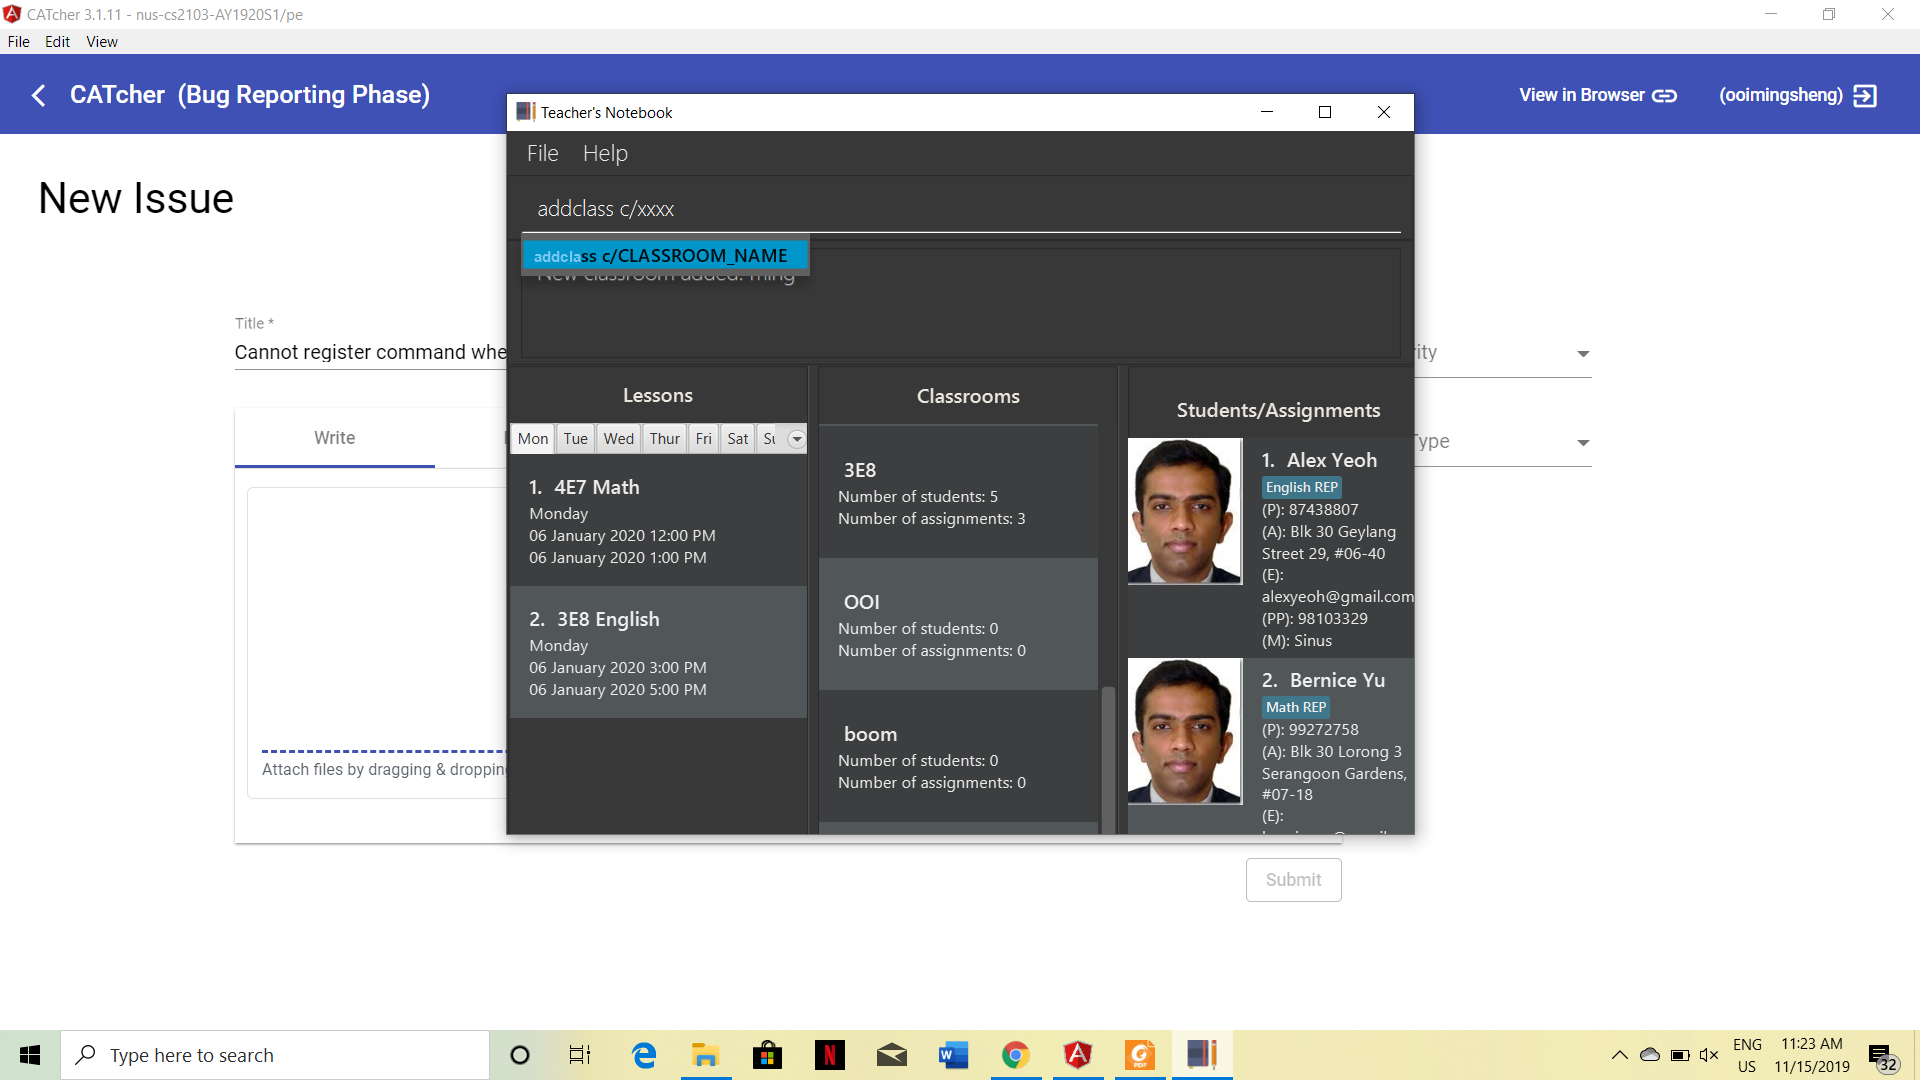 CATcher 3.1.11 - nus-cs2103-AY1920S1/pe
File Edit View
CATcher (Bug Reporting Phase)
View in Browser
(ooimingsheng)
New Issue
Title *
Cannot register command whe
ity
Type
Write
Attach files by dragging & droppin
Submit
Teacher's Notebook
File Help
addclass c/xxxx
addclass c/CLASSROOM_NAME
New classroom added: ming
Lessons
Mon Tue Wed Thur Fri Sat Su
1. 4E7 Math
Monday
06 January 2020 12:00 PM
06 January 2020 1:00 PM
2. 3E8 English
Monday
06 January 2020 3:00 PM
06 January 2020 5:00 PM
Classrooms
3E8
Number of students: 5
Number of assignments: 3
OOI
Number of students: 0
Number of assignments: 0
boom
Number of students: 0
Number of assignments: 0
Students/Assignments
1. Alex Yeoh
English REP
(P): 87438807
(A): Blk 30 Geylang
Street 29, #06-40
(E):
alexyeoh@gmail.com
(PP): 98103329
(M): Sinus
2. Bernice Yu
Math REP
(P): 99272758
(A): Blk 30 Lorong 3
Serangoon Gardens,
#07-18
(E):
Type here to search
ENG
US
11:23 AM
11/15/2019
32